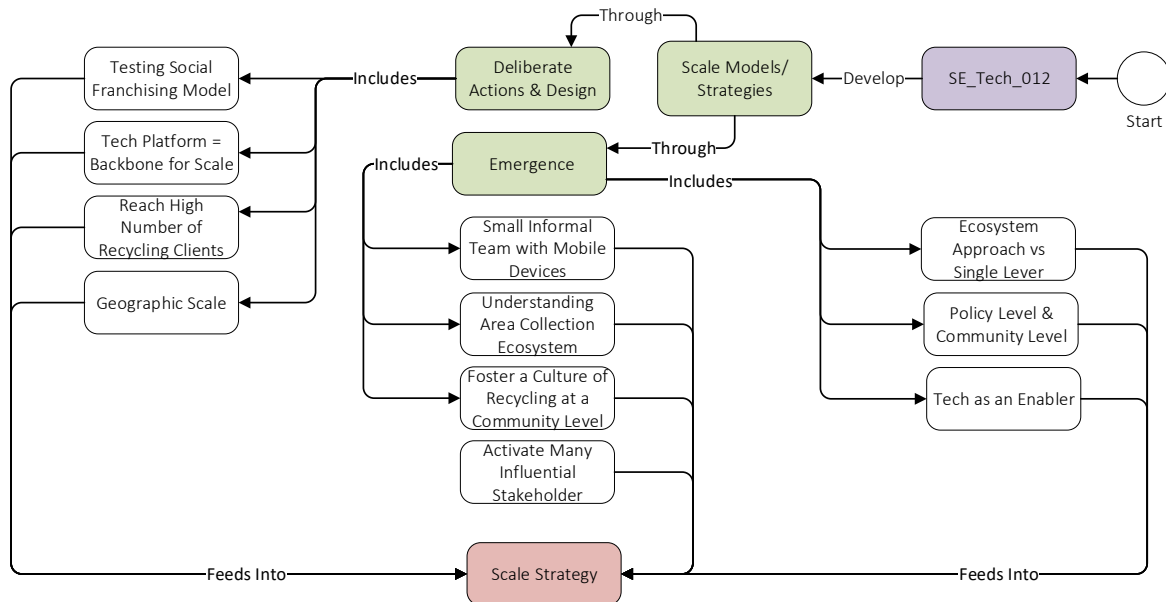 Through
Testing Social
Franchising Model
Includes
Deliberate
Actions & Design
Scale Models/
Strategies
Develop
SE_Tech_012
Start
Tech Platform =
Backbone for Scale
Includes
Emergence
Through
Includes
Reach High
Number of
Recycling Clients
Small Informal
Team with Mobile
Devices
Ecosystem
Approach vs
Single Lever
Geographic Scale
Understanding
Area Collection
Ecosystem
Policy Level &
Community Level
Foster a Culture of
Recycling at a
Community Level
Tech as an Enabler
Activate Many
Influential
Stakeholder
Feeds Into
Scale Strategy
Feeds Into